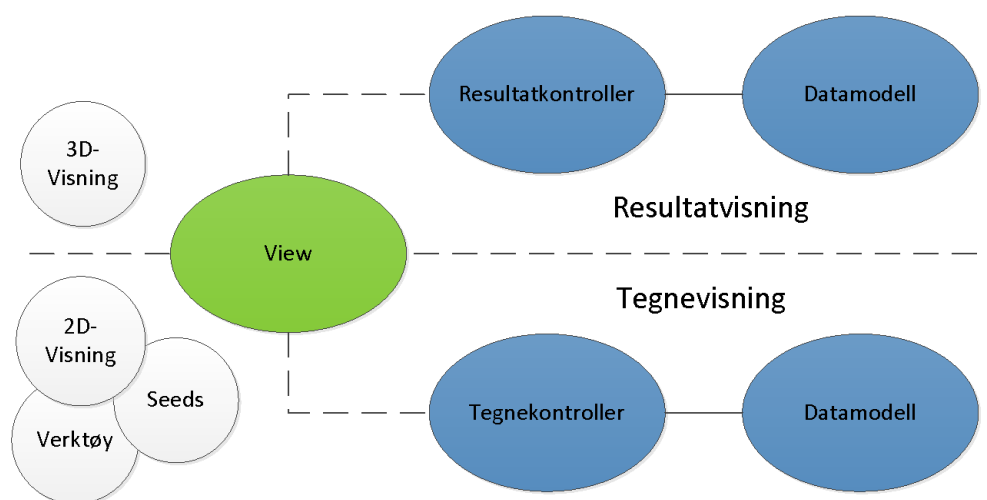 Resultatkontroller
Datamodell
3D-
Visning
Resultatvisning
View
Tegnevisning
2D-
Visning
Seeds
Verktøy
Tegnekontroller
Datamodell